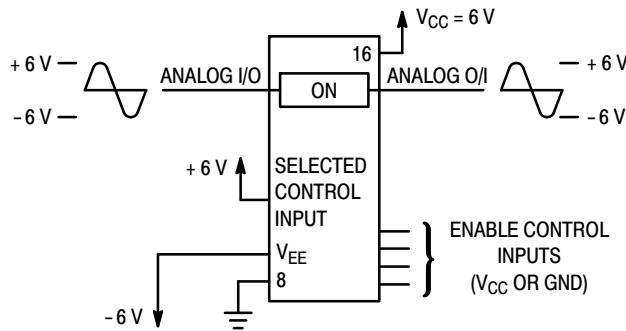 V_CC = 6 V
16
+ 6 V
− 6 V
ANALOG I/O
ON
ANALOG O/I
+ 6 V
− 6 V
+ 6 V
SELECTED
CONTROL
INPUT
V_EE
8
− 6 V
ENABLE CONTROL
INPUTS
(V_CC OR GND)